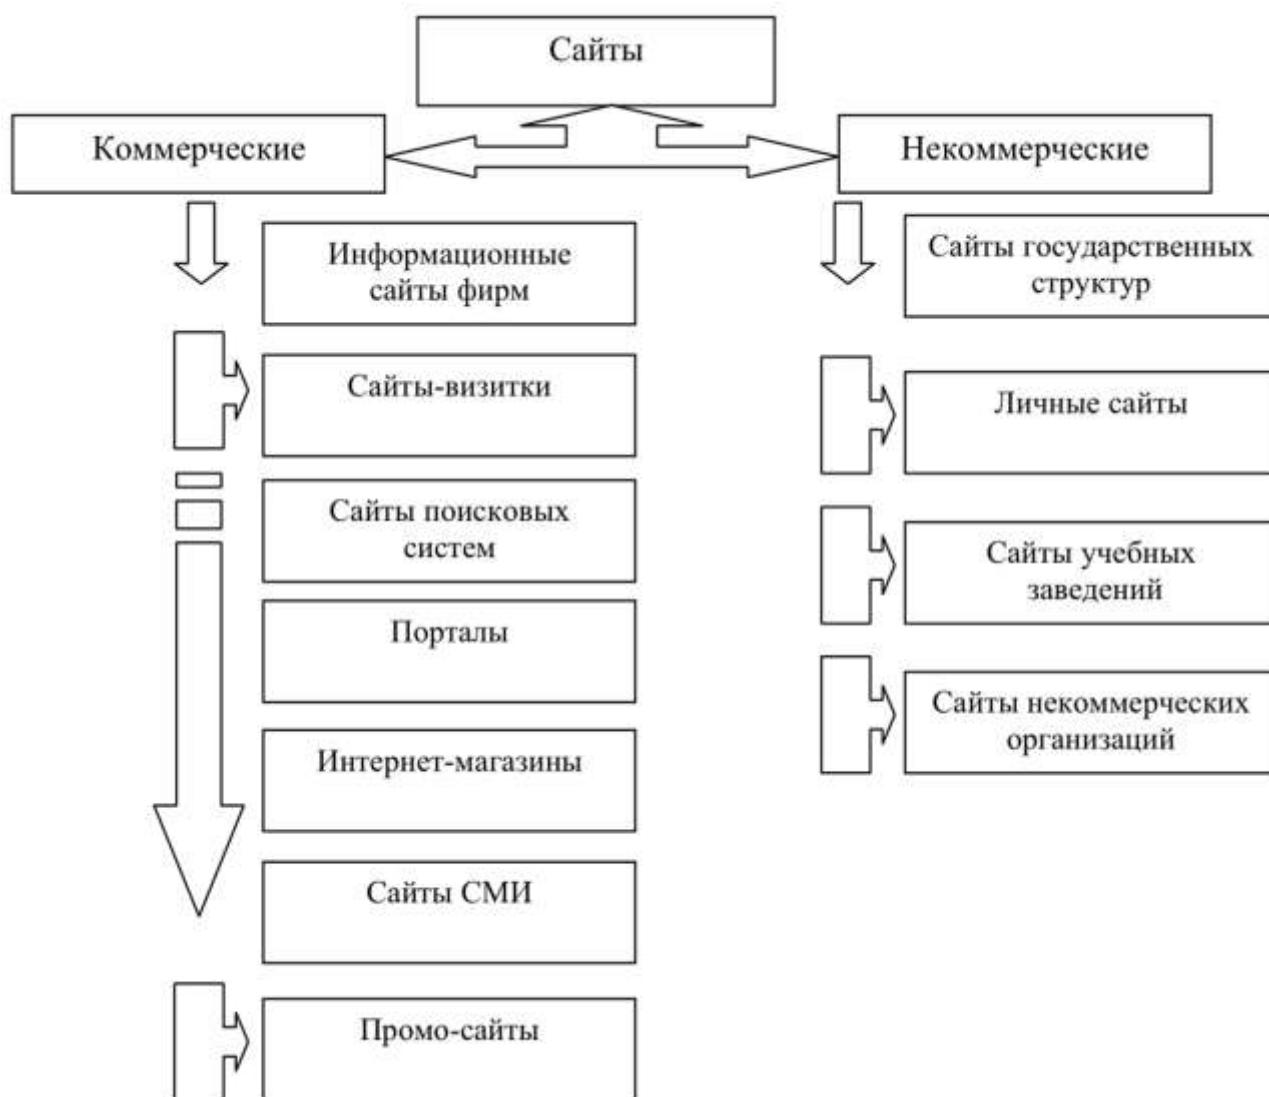 Сайты
Коммерческие
Некоммерческие
Информационные
сайты фирм
Сайты-визитки
Сайты поисковых
систем
Порталы
Интернет-магазины
Сайты СМИ
Промо-сайты
Сайты государственных
структур
Личные сайты
Сайты учебных
заведений
Сайты некоммерческих
организаций